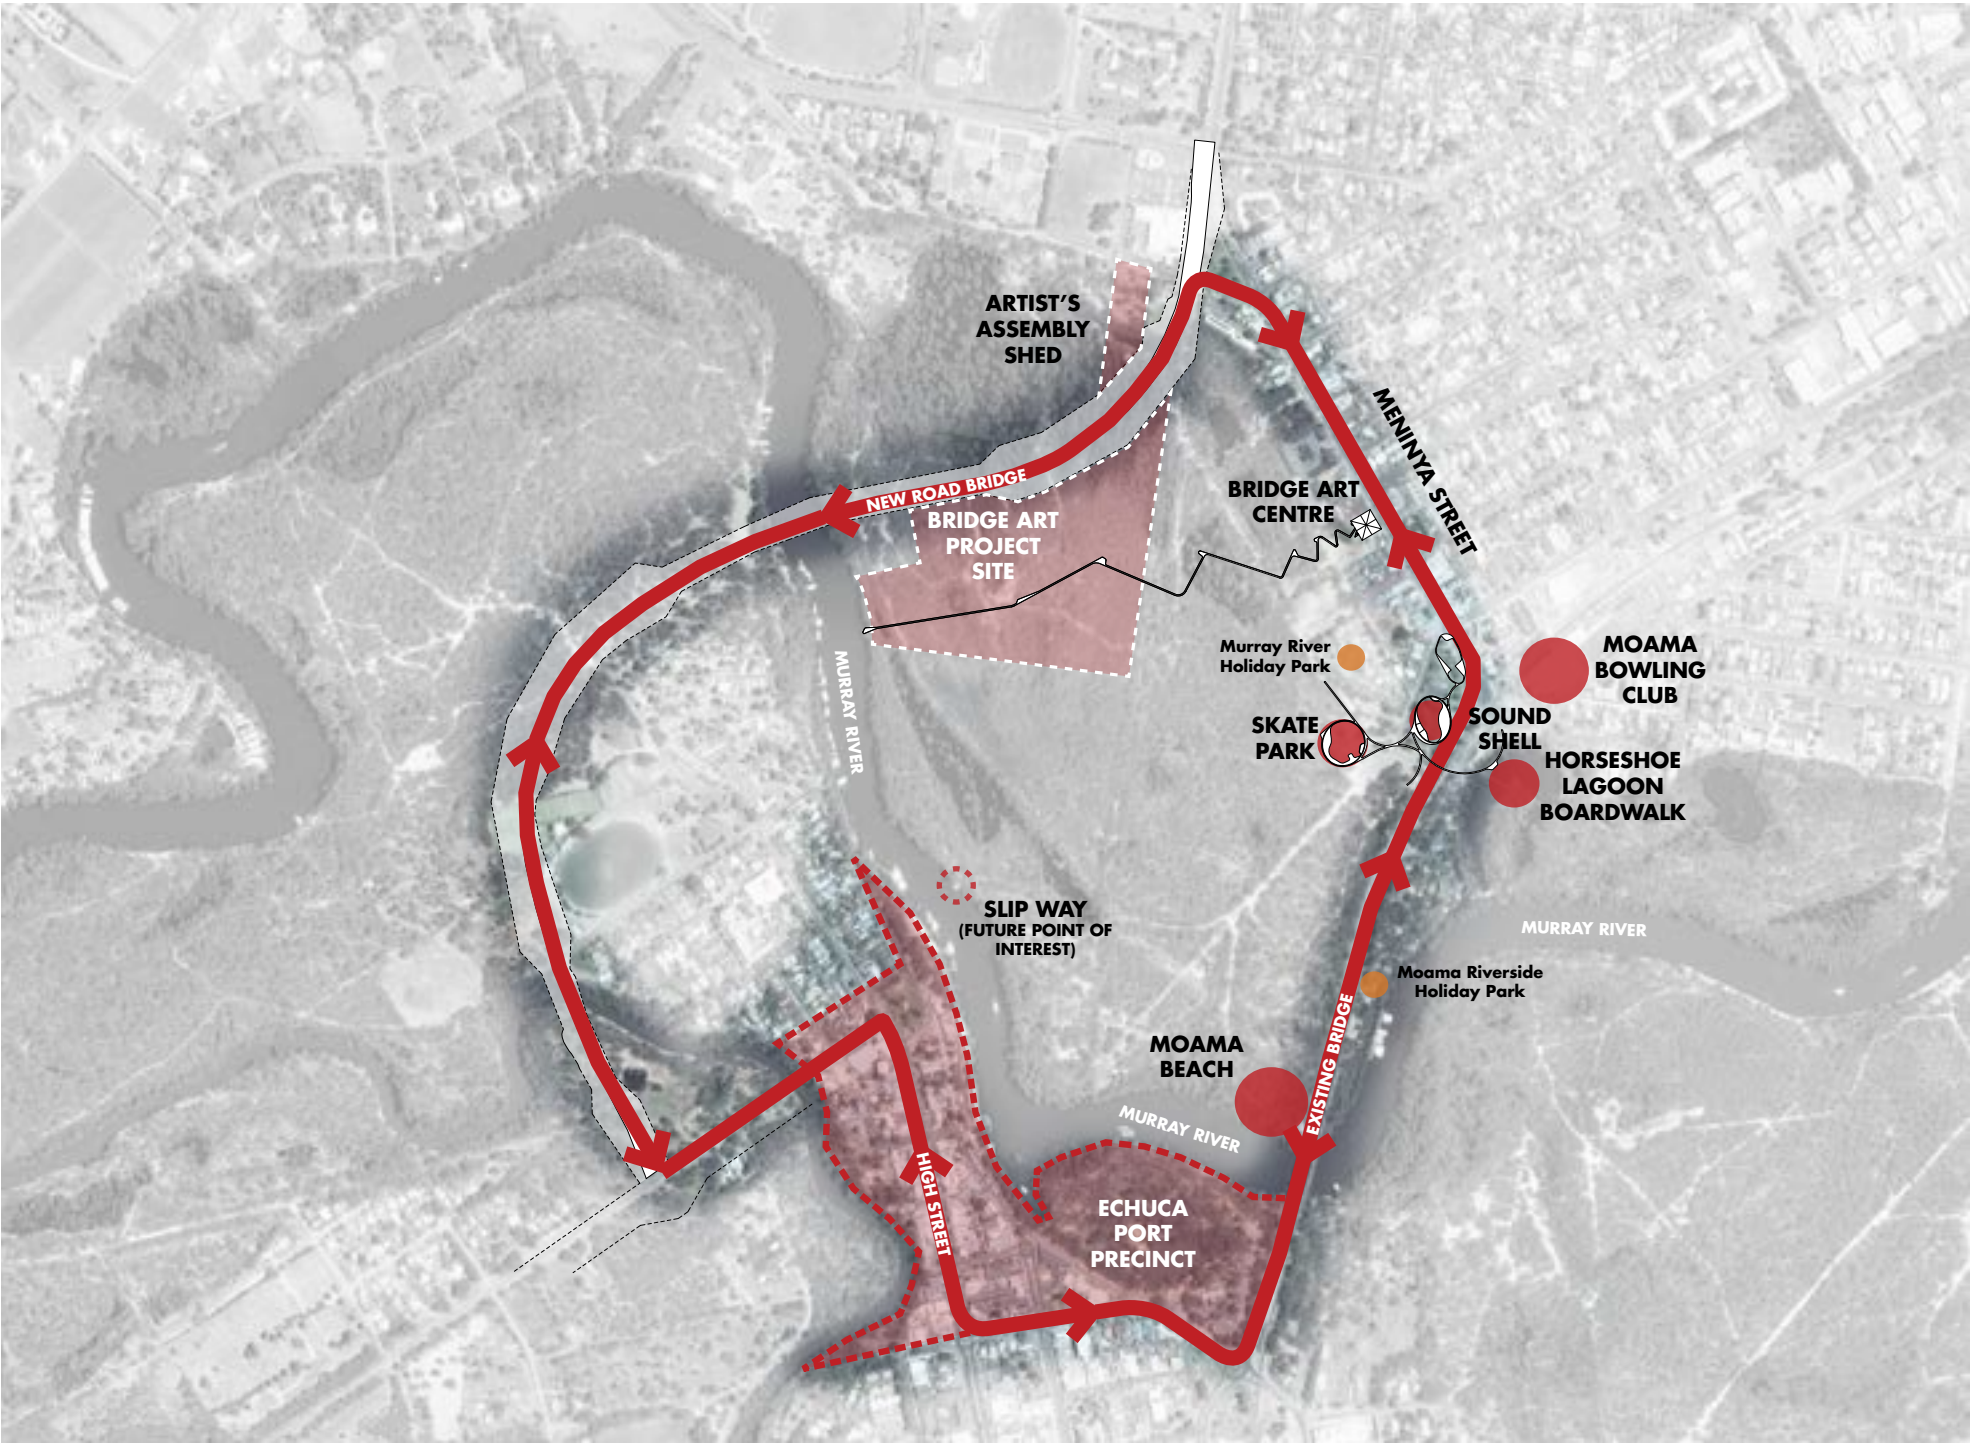 ARTIST'S
ASSEMBLY
SHED
MENINYA STREET
NEW ROAD BRIDGE
BRIDGE ART
CENTRE
BRIDGE ART
PROJECT
SITE
Murray River
Holiday Park
MOAMA
BOWLING
CLUB
MURRAY RIVER
SKATE
PARK
SOUND
SHELL
HORSESHOE
LAGOON
BOARDWALK
SLIP WAY
(FUTURE POINT OF
INTEREST)
MURRAY RIVER
Moama Riverside
Holiday Park
EXISTING BRIDGE
MOAMA
BEACH
MURRAY RIVER
HIGH STREET
ECHUCA
PORT
PRECINCT